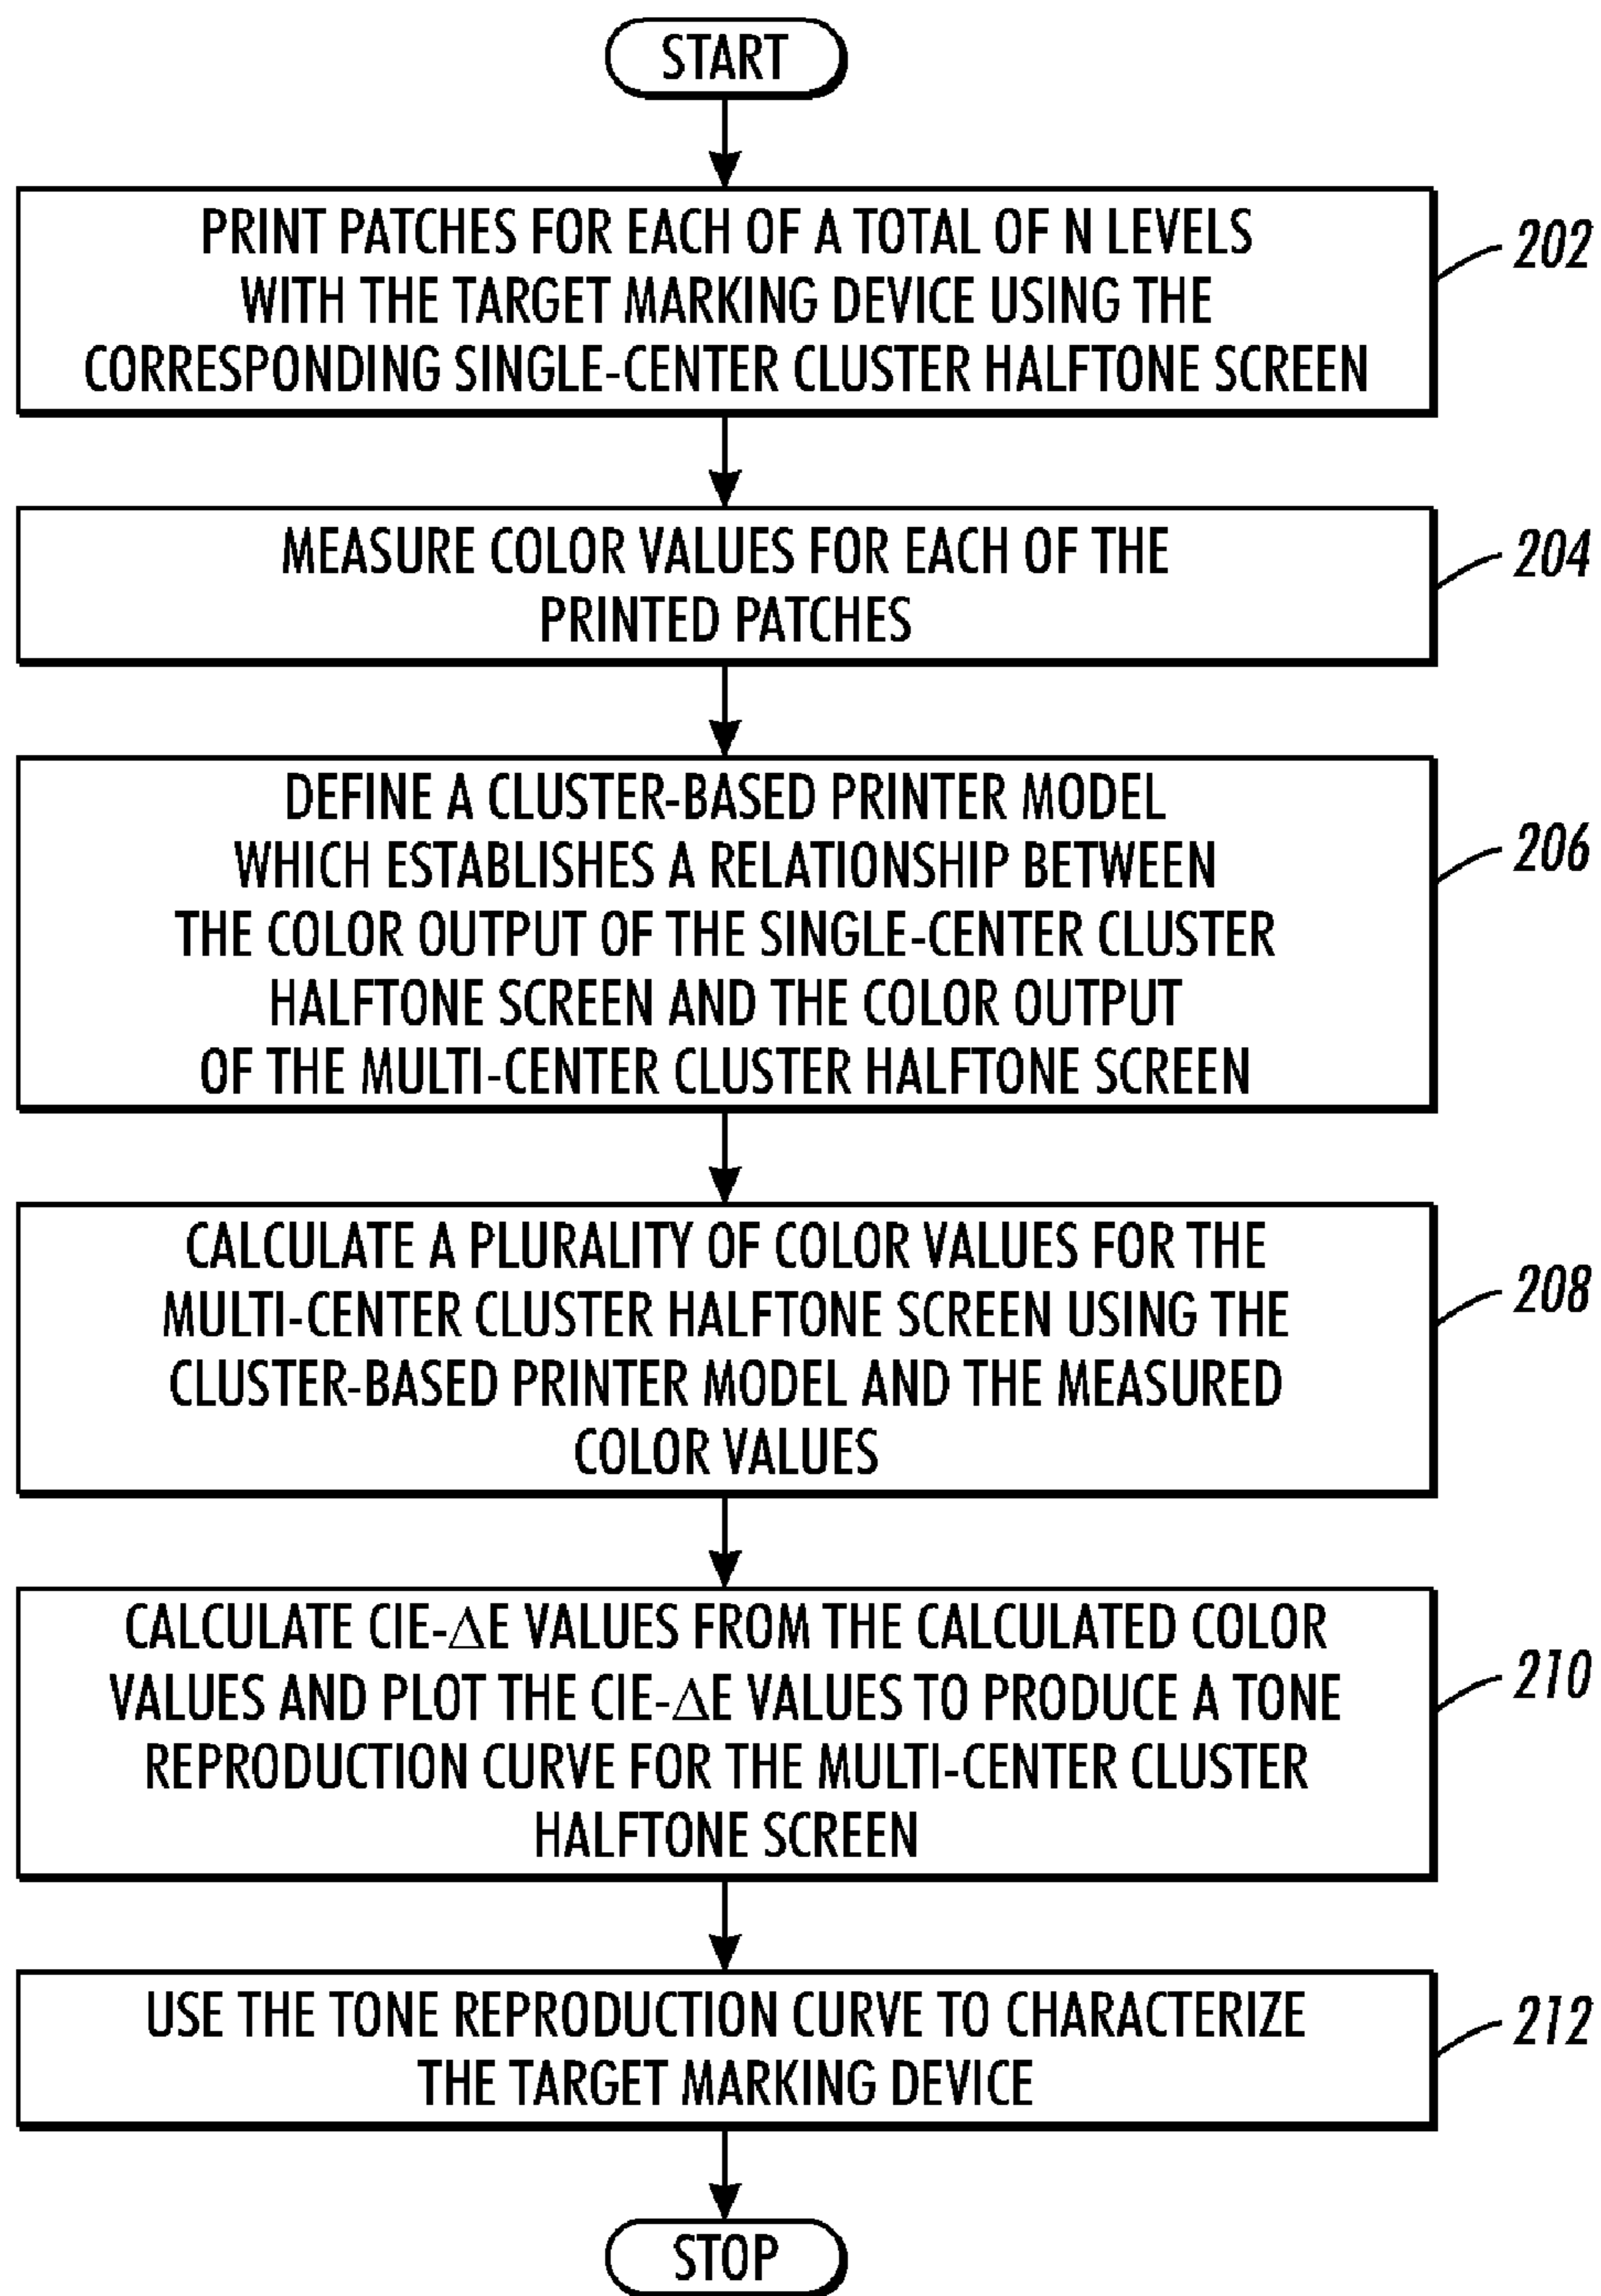 START
PRINT PATCHES FOR EACH OF A TOTAL OF N LEVELS
WITH THE TARGET MARKING DEVICE USING THE
CORRESPONDING SINGLE-CENTER CLUSTER HALFTONE SCREEN
202
MEASURE COLOR VALUES FOR EACH OF THE
PRINTED PATCHES
204
DEFINE A CLUSTER-BASED PRINTER MODEL
WHICH ESTABLISHES A RELATIONSHIP BETWEEN
THE COLOR OUTPUT OF THE SINGLE-CENTER CLUSTER
HALFTONE SCREEN AND THE COLOR OUTPUT
OF THE MULTI-CENTER CLUSTER HALFTONE SCREEN
206
CALCULATE A PLURALITY OF COLOR VALUES FOR THE
MULTI-CENTER CLUSTER HALFTONE SCREEN USING THE
CLUSTER-BASED PRINTER MODEL AND THE MEASURED
COLOR VALUES
208
CALCULATE CIE-ΔE VALUES FROM THE CALCULATED COLOR
VALUES AND PLOT THE CIE-ΔE VALUES TO PRODUCE A TONE
REPRODUCTION CURVE FOR THE MULTI-CENTER CLUSTER
HALFTONE SCREEN
210
USE THE TONE REPRODUCTION CURVE TO CHARACTERIZE
THE TARGET MARKING DEVICE
212
STOP